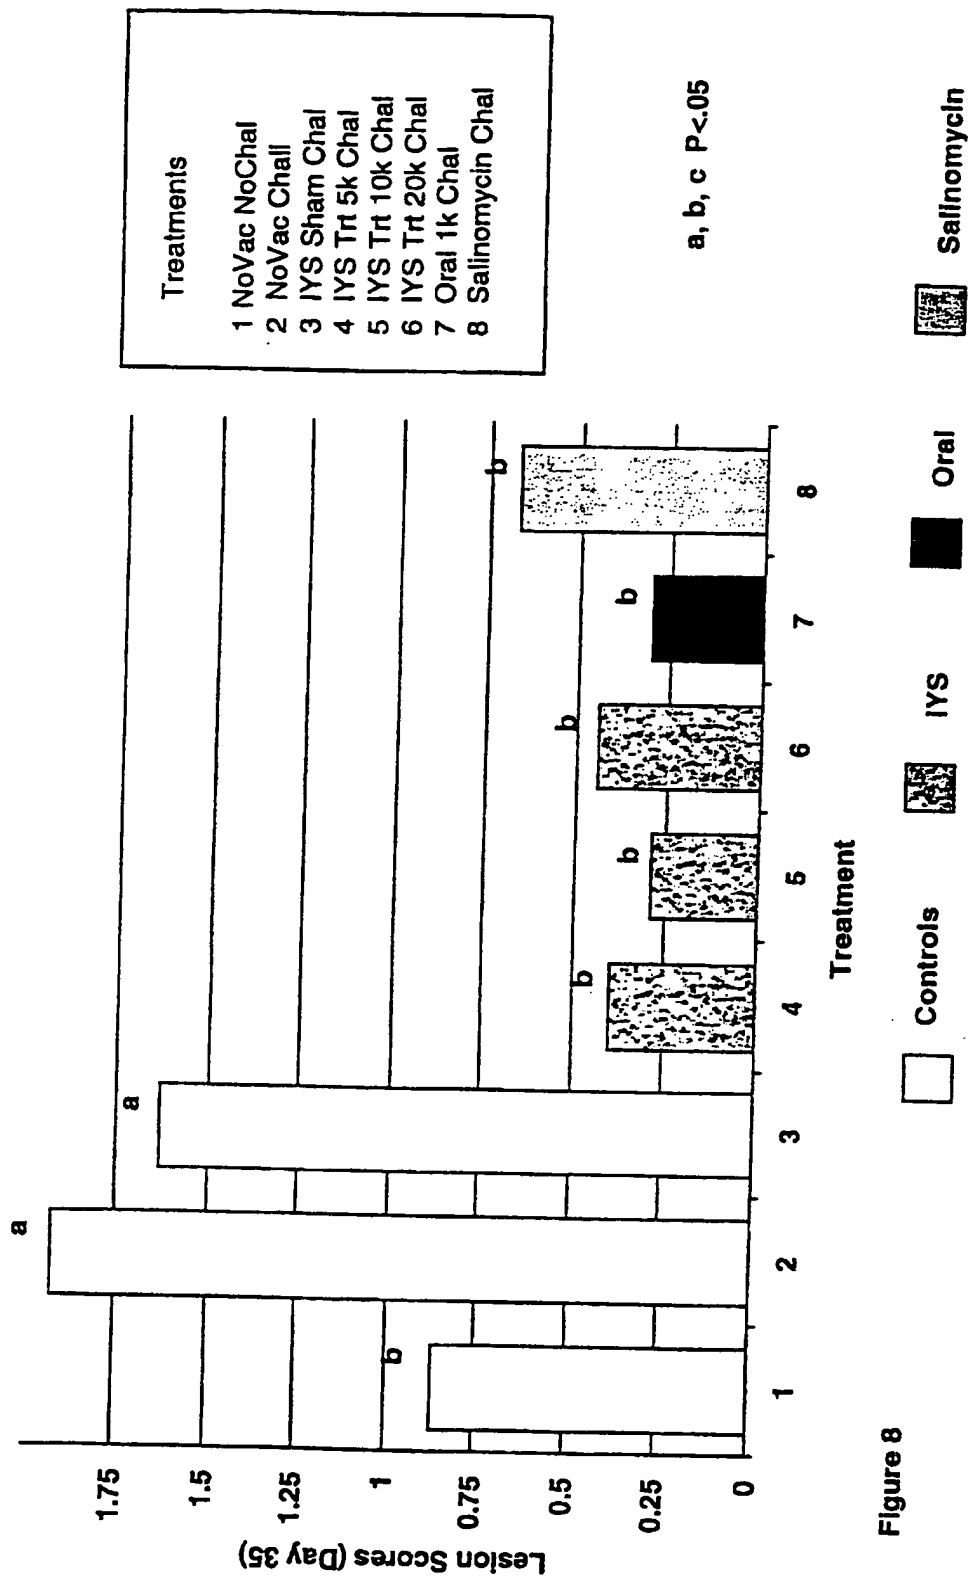 Treatments
1 NoVac NoChal
2 NoVac Chall
3 IYS Sham Chal
4 IYS Trt 5k Chal
5 IYS Trt 10k Chal
6 IYS Trt 20k Chal
7 Oral 1k Chal
8 Salinomycin Chal
a, b, c P<.05
Lesion Scores (Day 35)
1.75
1.5
1.25
1
0.75
0.5
0.25
0
b
a
a
b
b
b
b
b
1
2
3
4
5
6
7
8
Treatment
Controls
IYS
Oral
Salinomycin
Figure 8